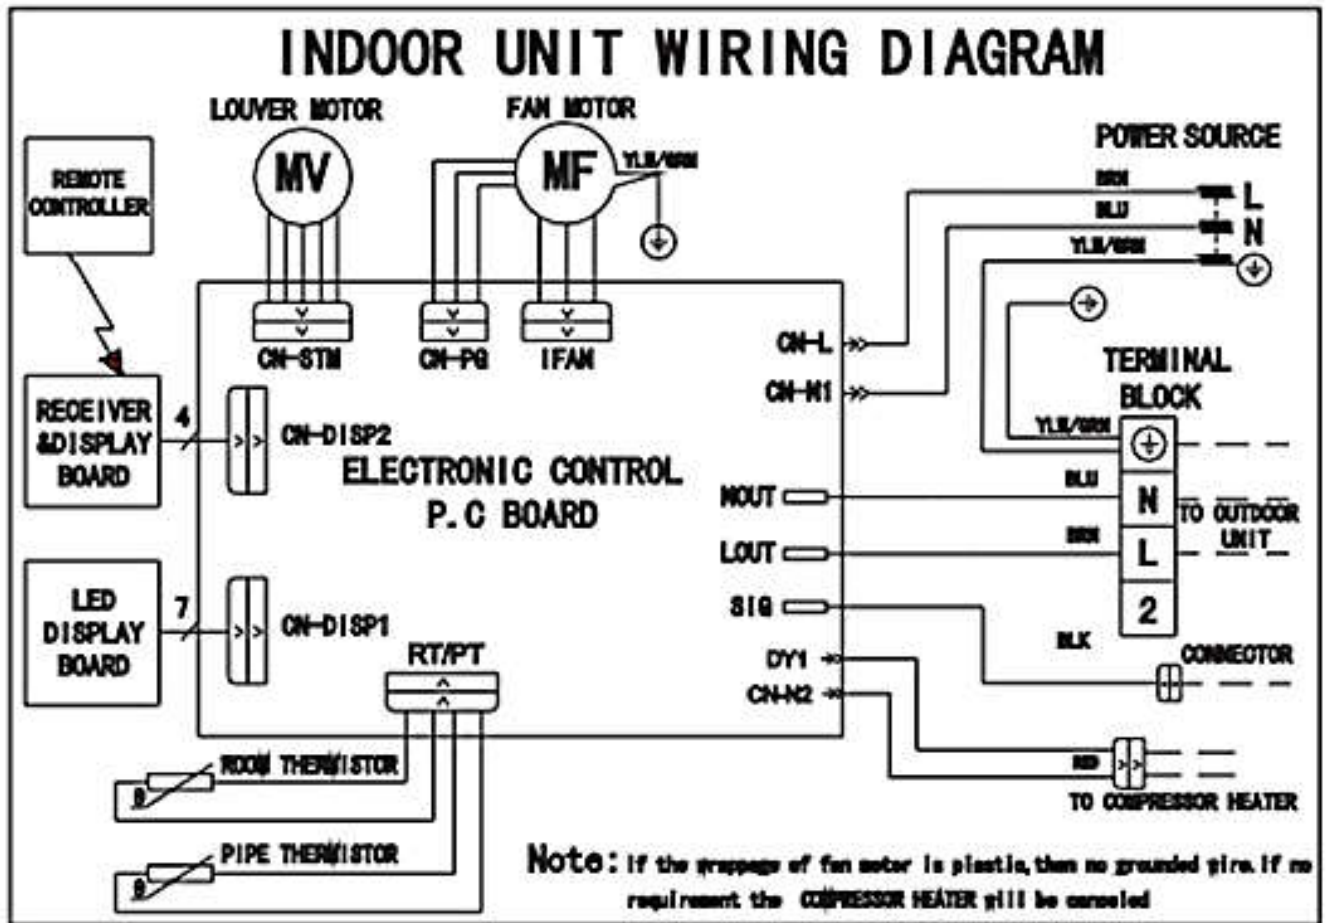 INDOOR UNIT WIRING DIAGRAM
LOUVER MOTOR
FAN MOTOR
MV
MF
YLW/GRN
POWER SOURCE
REMOTE
CONTROLLER
BRN
L
BLU
N
YLW/GRN
CN-STM
CN-PG
IFAN
CN-L
CN-N1
TERMINAL
BLOCK
RECEIVER
&DISPLAY
BOARD
4
CN-DISP2
YLW/GRN
ELECTRONIC CONTROL
P.C BOARD
NOUT
BLU
N
TO OUTDOOR
UNIT
LOUT
BRN
L
LED
DISPLAY
BOARD
7
CN-DISP1
SIG
2
BLK
RT/PT
DY1
CONNECTOR
CN-N2
ROOM THERMISTOR
θ
RED
TO COMPRESSOR HEATER
PIPE THERMISTOR
θ
Note: If the wrappage of fan motor is plastic, then no grounded wire. If no
requirement the COMPRESSOR HEATER will be canceled